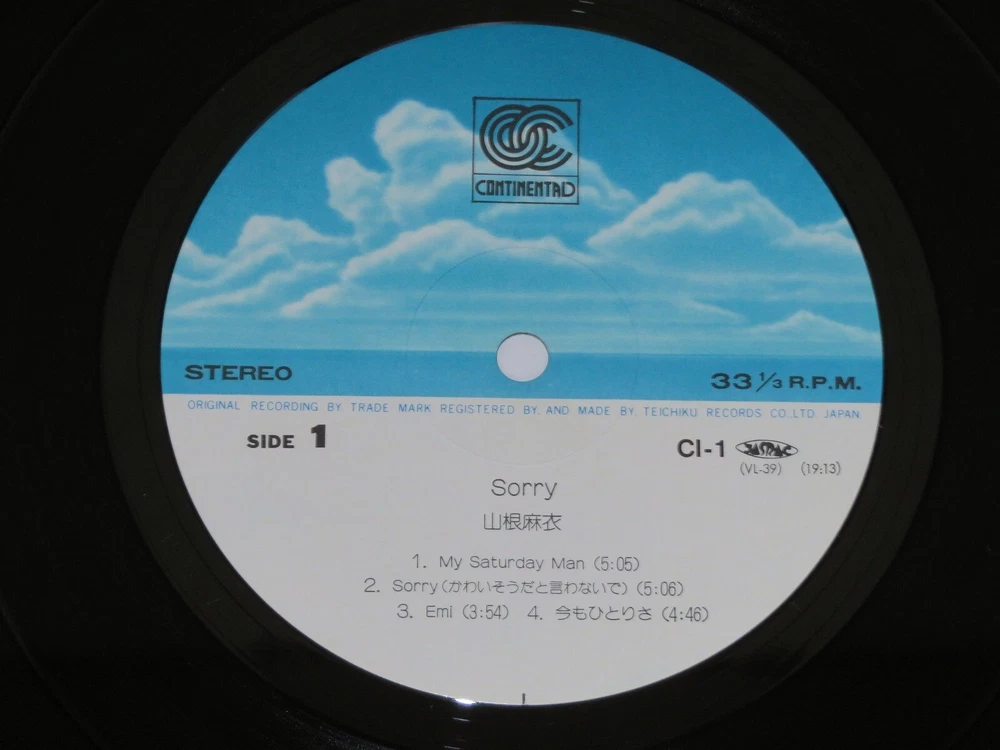 CONTINENTAL
STEREO
33 1/3 R.P.M.
ORIGINAL RECORDING BY. TRADE MARK REGISTERED BY. AND MADE BY. TEICHIKU RECORDS CO.,LTD. JAPAN.
SIDE 1
CI-1 JASRAC
(VL-39) (19:13)
Sorry
山根麻衣
1. My Saturday Man (5:05)
2. Sorry(かわいそうだと言わないで) (5:06)
3. Emi (3:54) 4. 今もひとりさ (4:46)